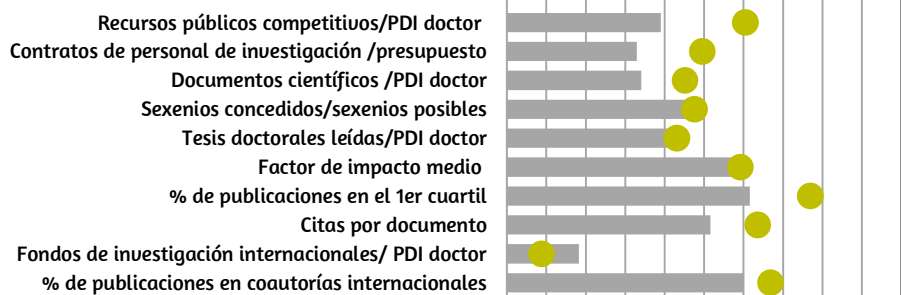 Recursos públicos competitivos/PDI doctor
Contratos de personal de investigación /presupuesto
Documentos científicos /PDI doctor
Sexenios concedidos/sexenios posibles
Tesis doctorales leídas/PDI doctor
Factor de impacto medio
% de publicaciones en el 1er cuartil
Citas por documento
Fondos de investigación internacionales/ PDI doctor
% de publicaciones en coautorías internacionales